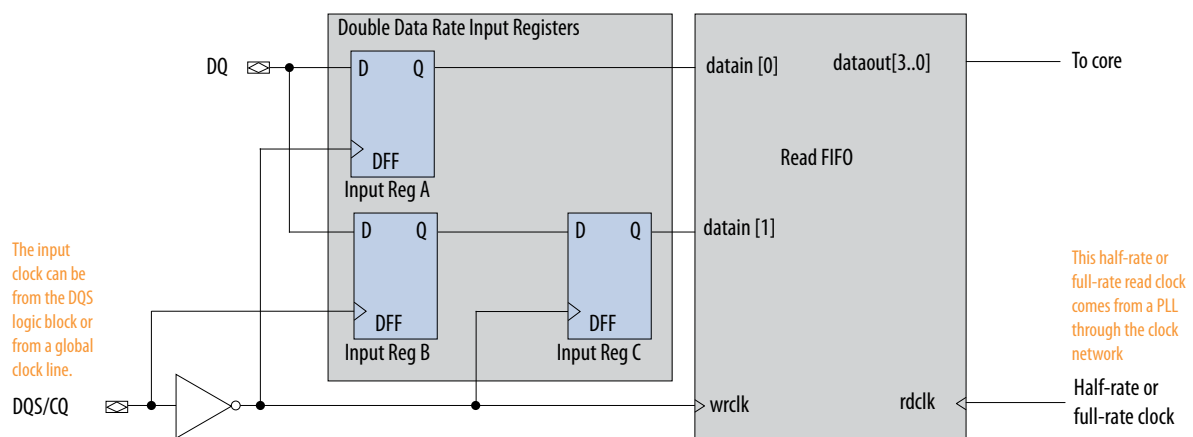 Double Data Rate Input Registers
DQ
D Q
DFF
Input Reg A
datain [0]
dataout[3..0]
To core
Read FIFO
D Q
DFF
Input Reg B
D Q
DFF
Input Reg C
datain [1]
The input
clock can be
from the DQS
logic block or
from a global
clock line.
This half-rate or
full-rate read clock
comes from a PLL
through the clock
network
DQS/CQ
wrclk
rdclk
Half-rate or
full-rate clock